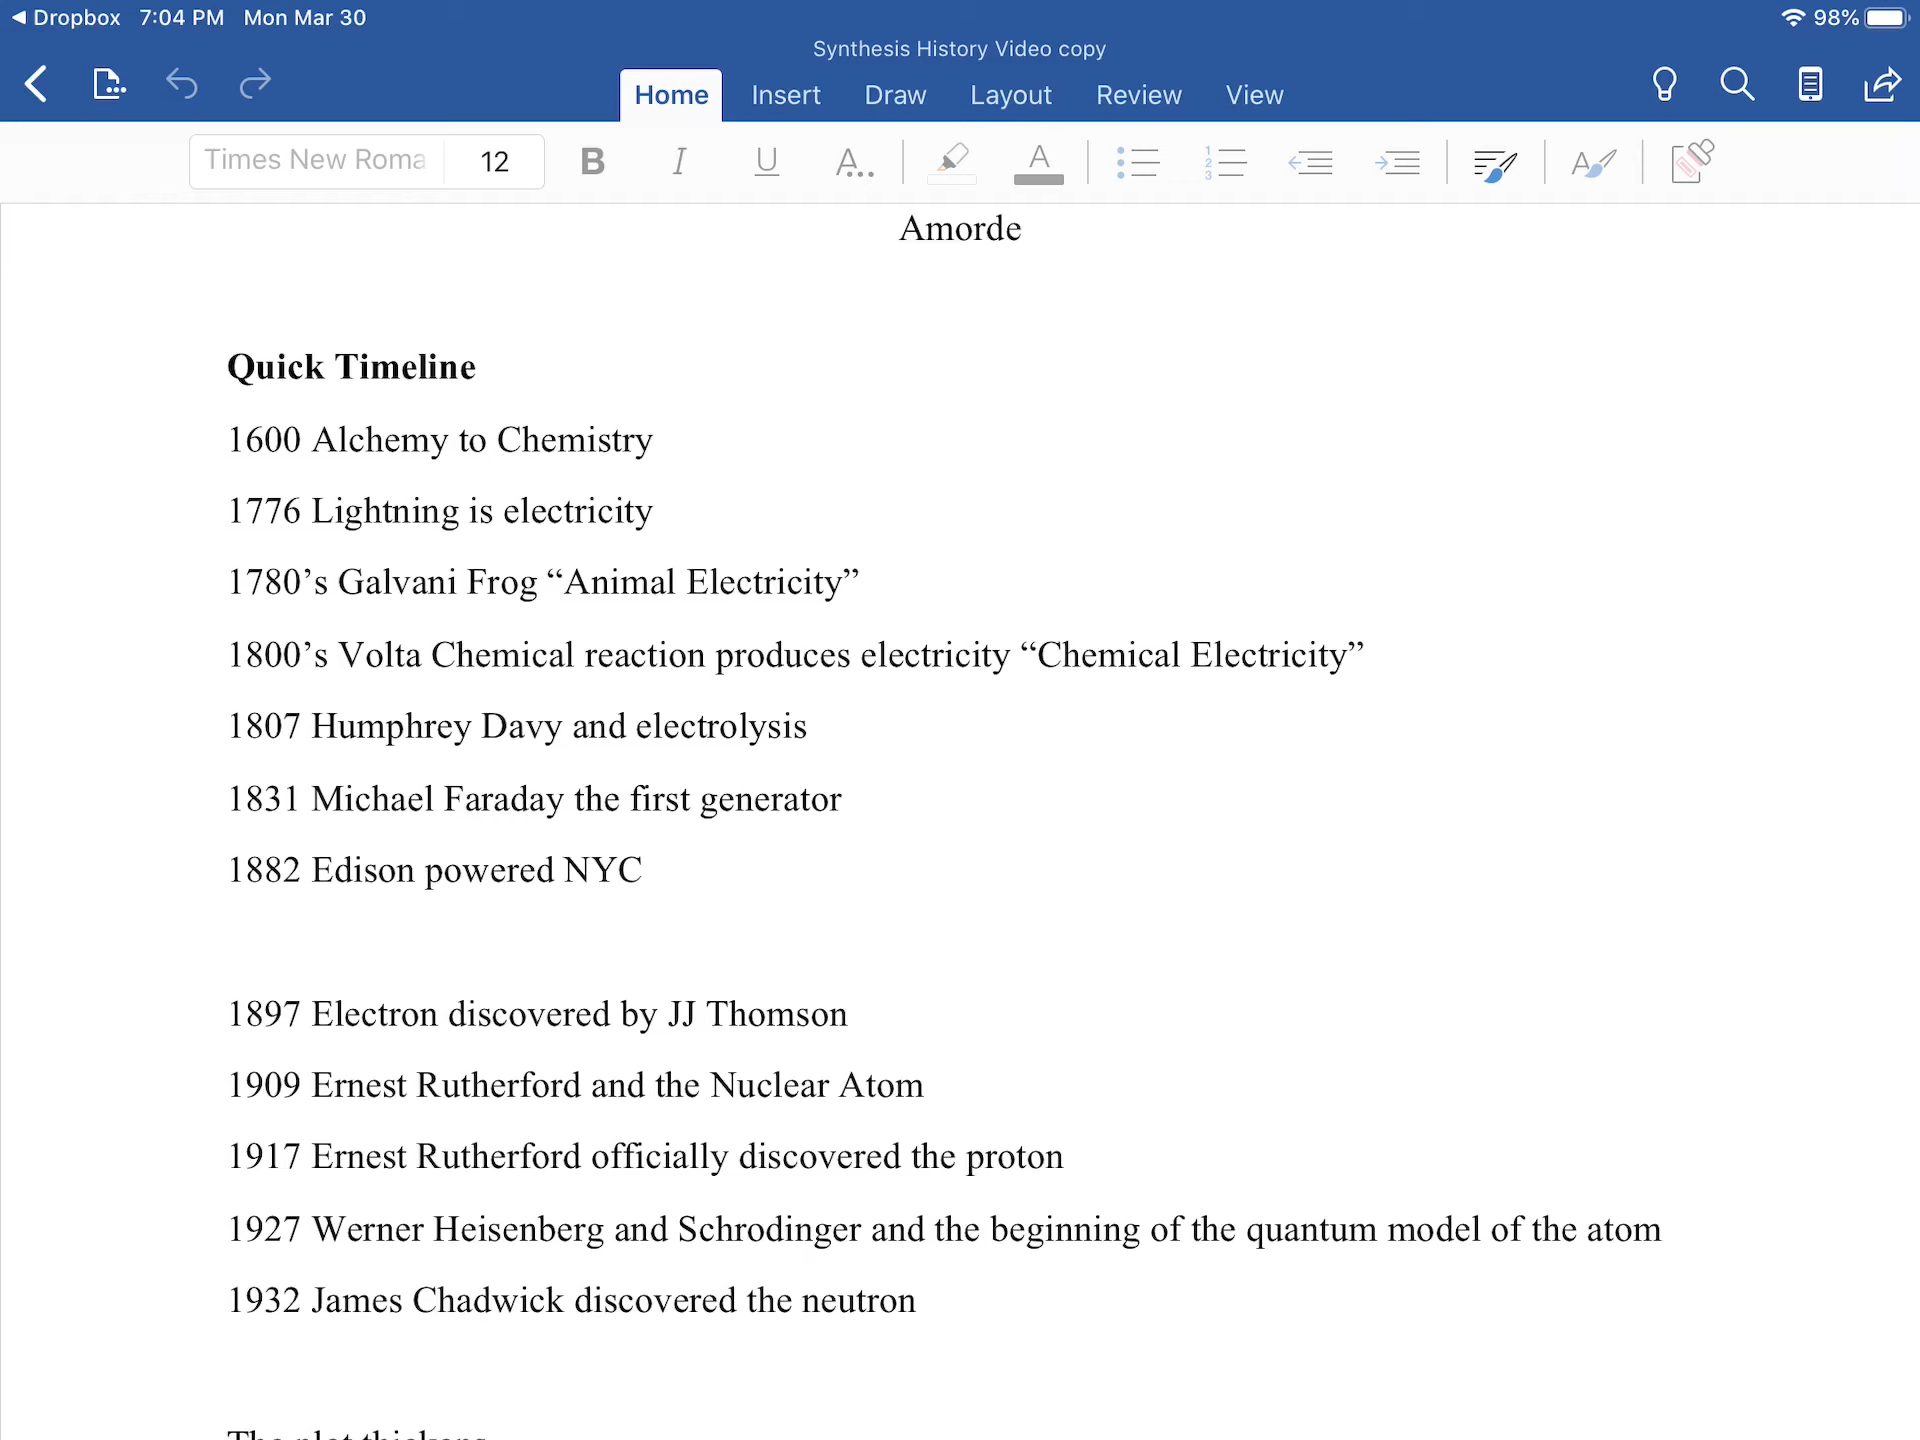 Dropbox 7:04 PM Mon Mar 30 98%
Synthesis History Video copy
Home Insert Draw Layout Review View
Times New Roma 12 B I U A... A A
Amorde
Quick Timeline
1600 Alchemy to Chemistry
1776 Lightning is electricity
1780’s Galvani Frog “Animal Electricity”
1800’s Volta Chemical reaction produces electricity “Chemical Electricity”
1807 Humphrey Davy and electrolysis
1831 Michael Faraday the first generator
1882 Edison powered NYC
1897 Electron discovered by JJ Thomson
1909 Ernest Rutherford and the Nuclear Atom
1917 Ernest Rutherford officially discovered the proton
1927 Werner Heisenberg and Schrodinger and the beginning of the quantum model of the atom
1932 James Chadwick discovered the neutron
The plot thickens